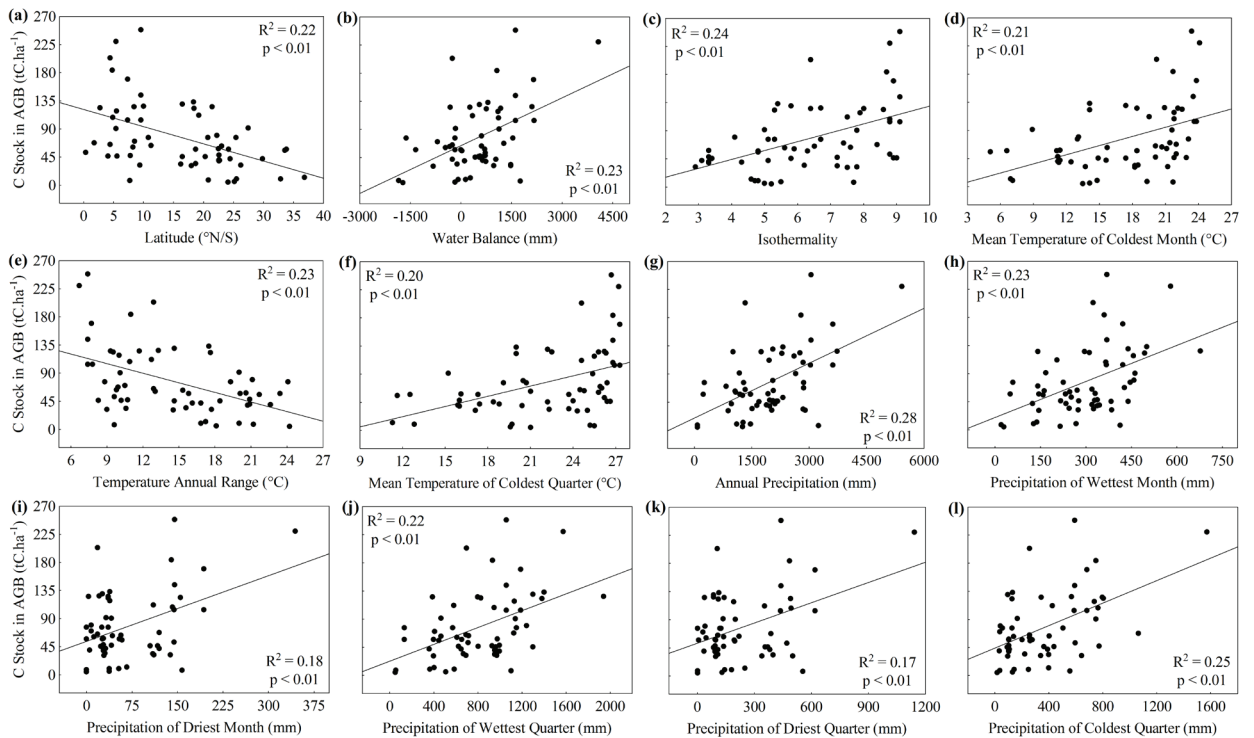 (a)
R² = 0.22
p < 0.01
270
225
180
135
90
45
0
C Stock in AGB (tC.ha⁻¹)
0 5 10 15 20 25 30 35 40
Latitude (°N/S)
(b)
R² = 0.23
p < 0.01
-3000 -1500 0 1500 3000 4500
Water Balance (mm)
(c)
R² = 0.24
p < 0.01
2 3 4 5 6 7 8 9 10
Isothermality
(d)
R² = 0.21
p < 0.01
3 6 9 12 15 18 21 24 27
Mean Temperature of Coldest Month (°C)
(e)
R² = 0.23
p < 0.01
270
225
180
135
90
45
0
C Stock in AGB (tC.ha⁻¹)
6 9 12 15 18 21 24 27
Temperature Annual Range (°C)
(f)
R² = 0.20
p < 0.01
9 12 15 18 21 24 27
Mean Temperature of Coldest Quarter (°C)
(g)
R² = 0.28
p < 0.01
0 1500 3000 4500 6000
Annual Precipitation (mm)
(h)
R² = 0.23
p < 0.01
0 150 300 450 600 750
Precipitation of Wettest Month (mm)
(i)
R² = 0.18
p < 0.01
270
225
180
135
90
45
0
C Stock in AGB (tC.ha⁻¹)
0 75 150 225 300 375
Precipitation of Driest Month (mm)
(j)
R² = 0.22
p < 0.01
0 400 800 1200 1600 2000
Precipitation of Wettest Quarter (mm)
(k)
R² = 0.17
p < 0.01
0 300 600 900 1200
Precipitation of Driest Quarter (mm)
(l)
R² = 0.25
p < 0.01
0 400 800 1200 1600
Precipitation of Coldest Quarter (mm)